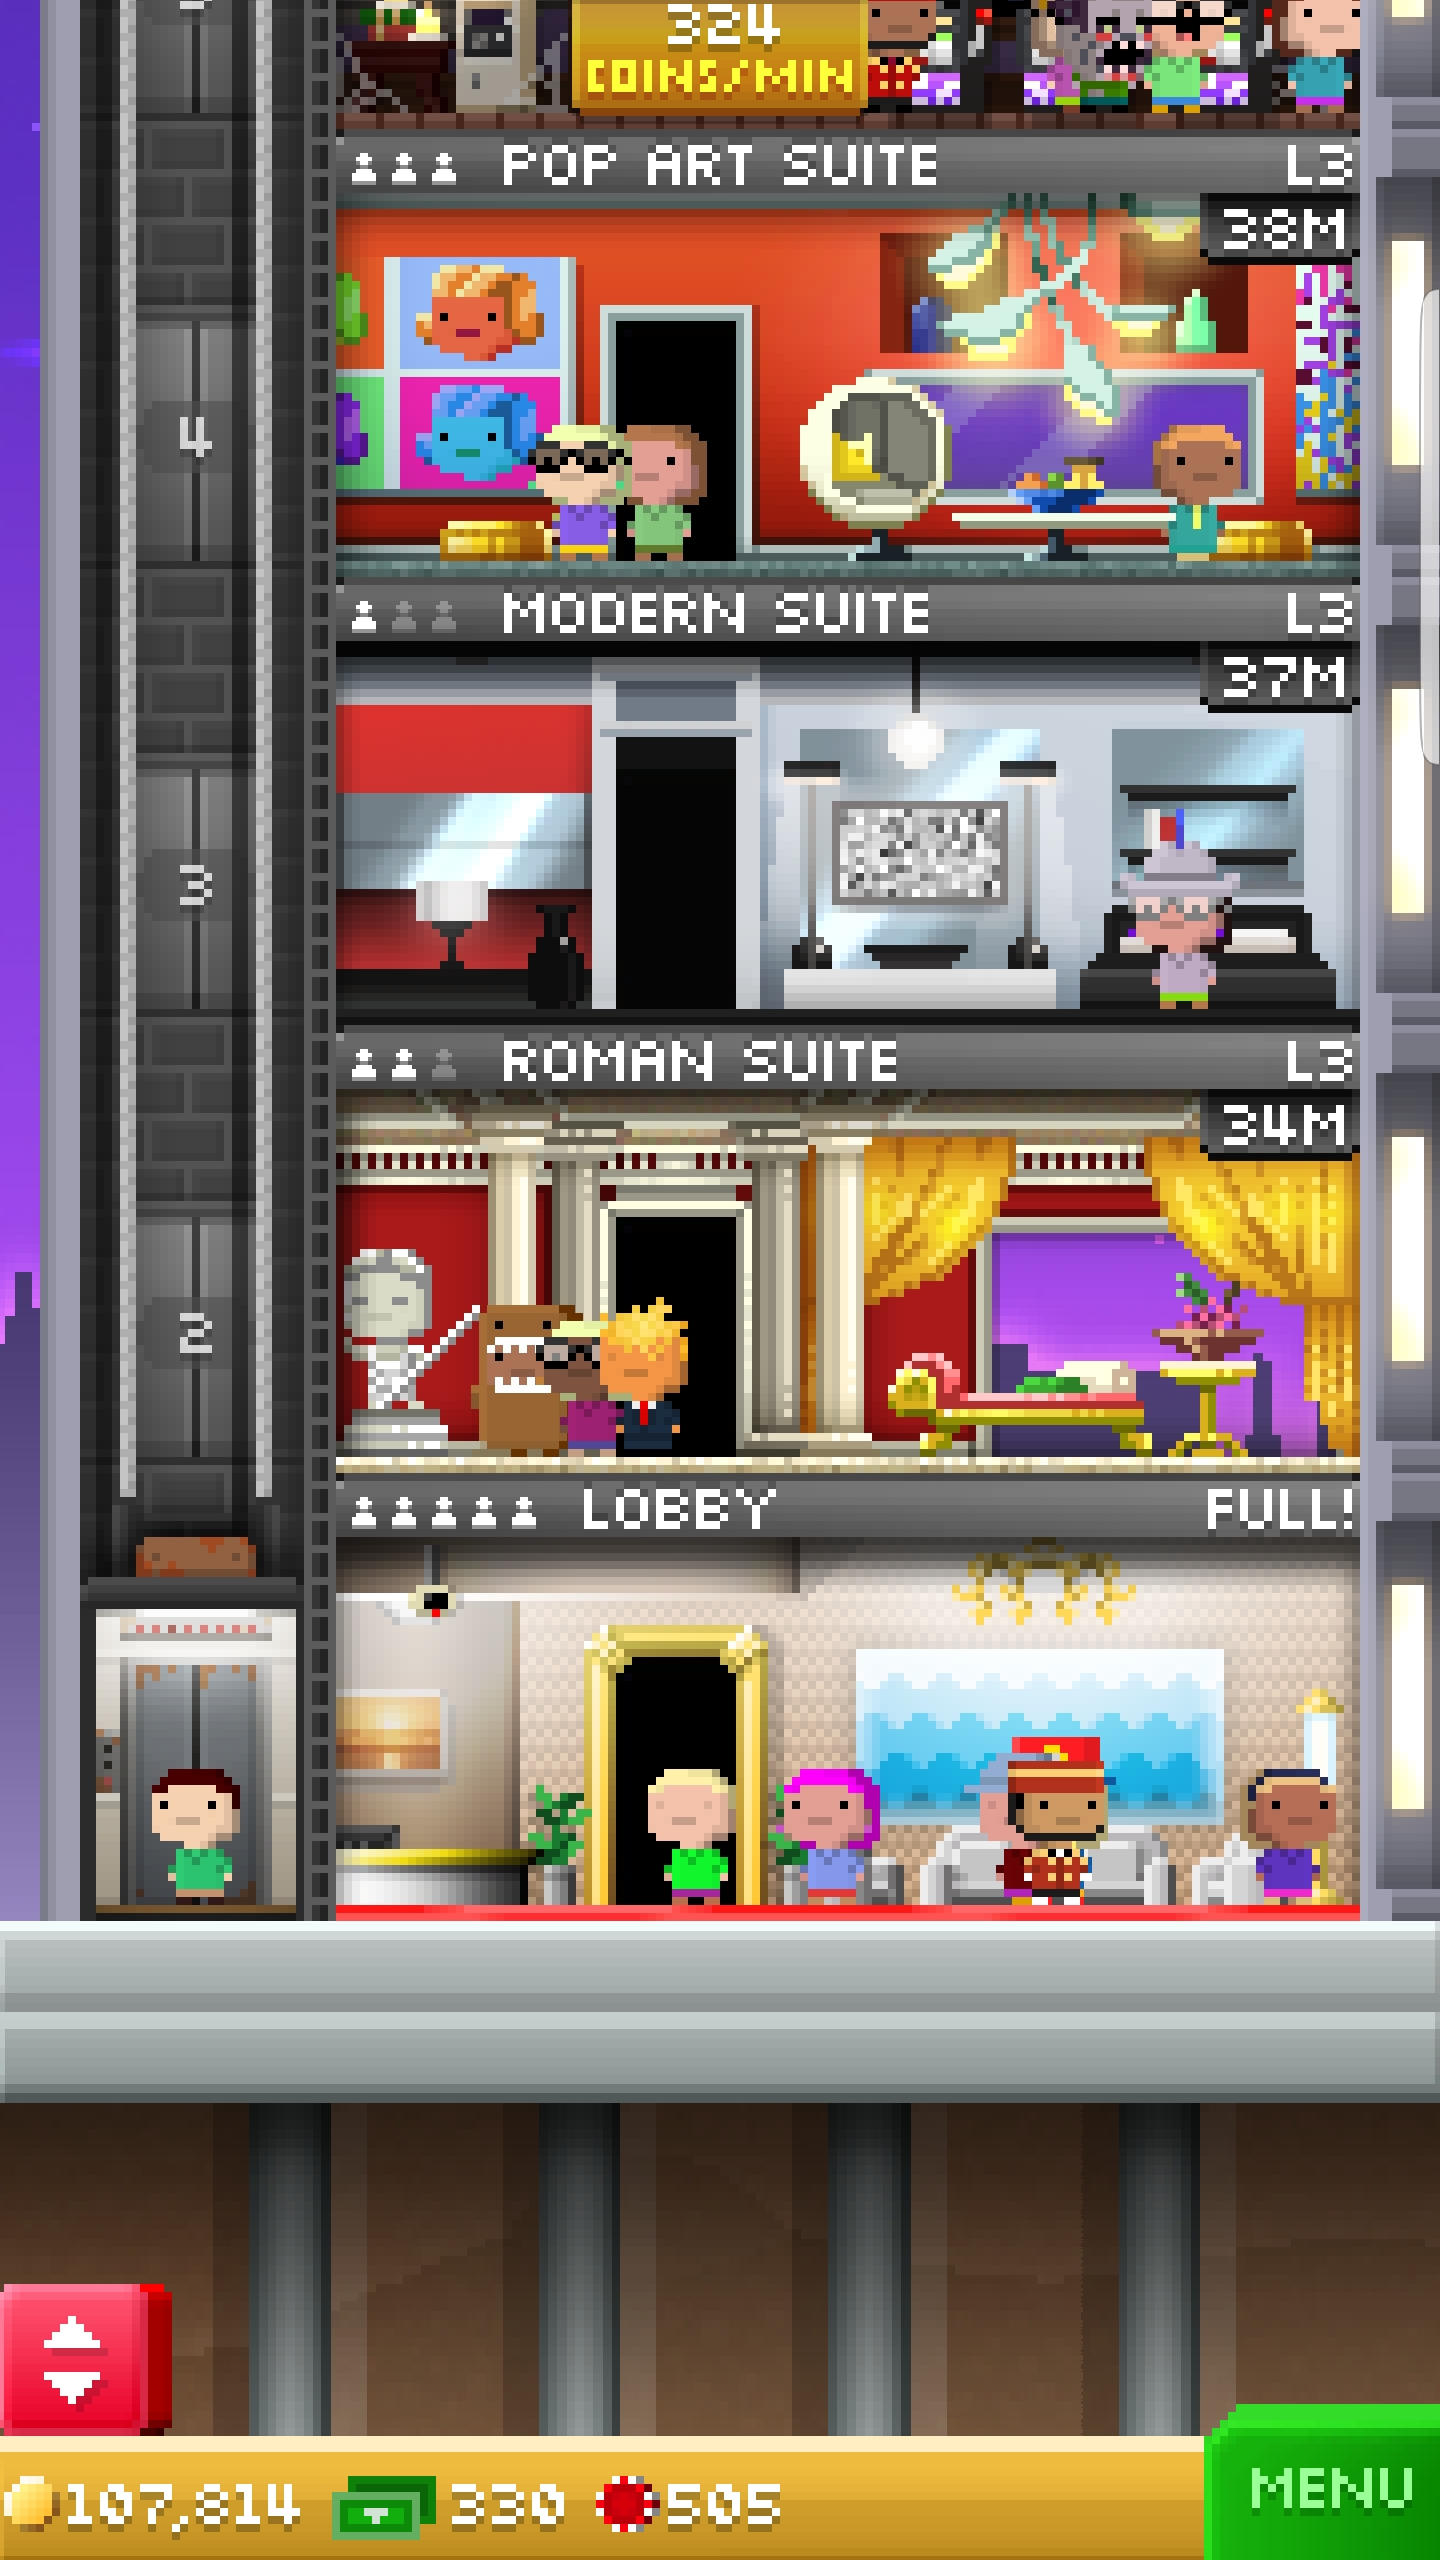 324
COINS/MIN
POP ART SUITE L3
38M
4
MODERN SUITE L3
37M
3
ROMAN SUITE L3
34M
2
LOBBY FULL!
107,814 330 505
MENU